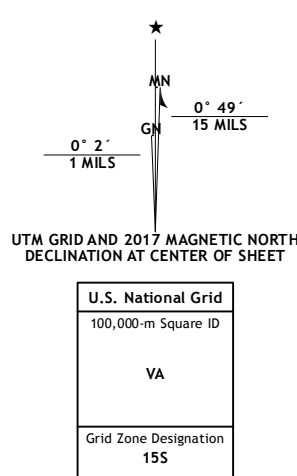 ★
MN
0° 49´
15 MILS
GN
0° 2´
1 MILS
UTM GRID AND 2017 MAGNETIC NORTH
DECLINATION AT CENTER OF SHEET
U.S. National Grid
100,000-m Square ID
VA
Grid Zone Designation
15S